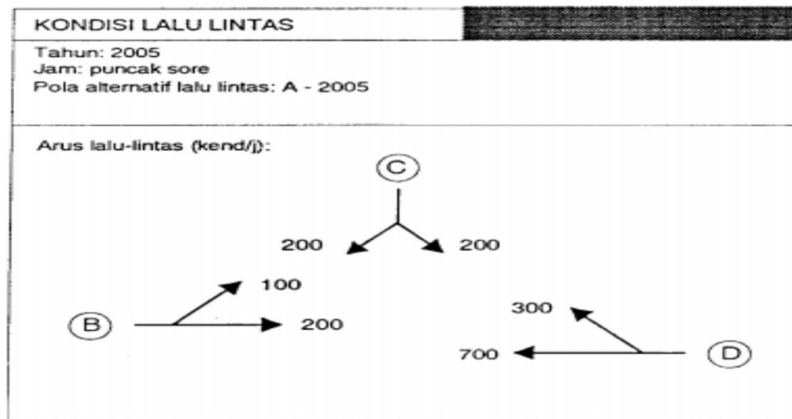 KONDISI LALU LINTAS
Tahun: 2005
Jam: puncak sore
Pola alternatif lalu lintas: A - 2005
Arus lalu-lintas (kend/j):
C
200
200
100
B
200
300
700
D